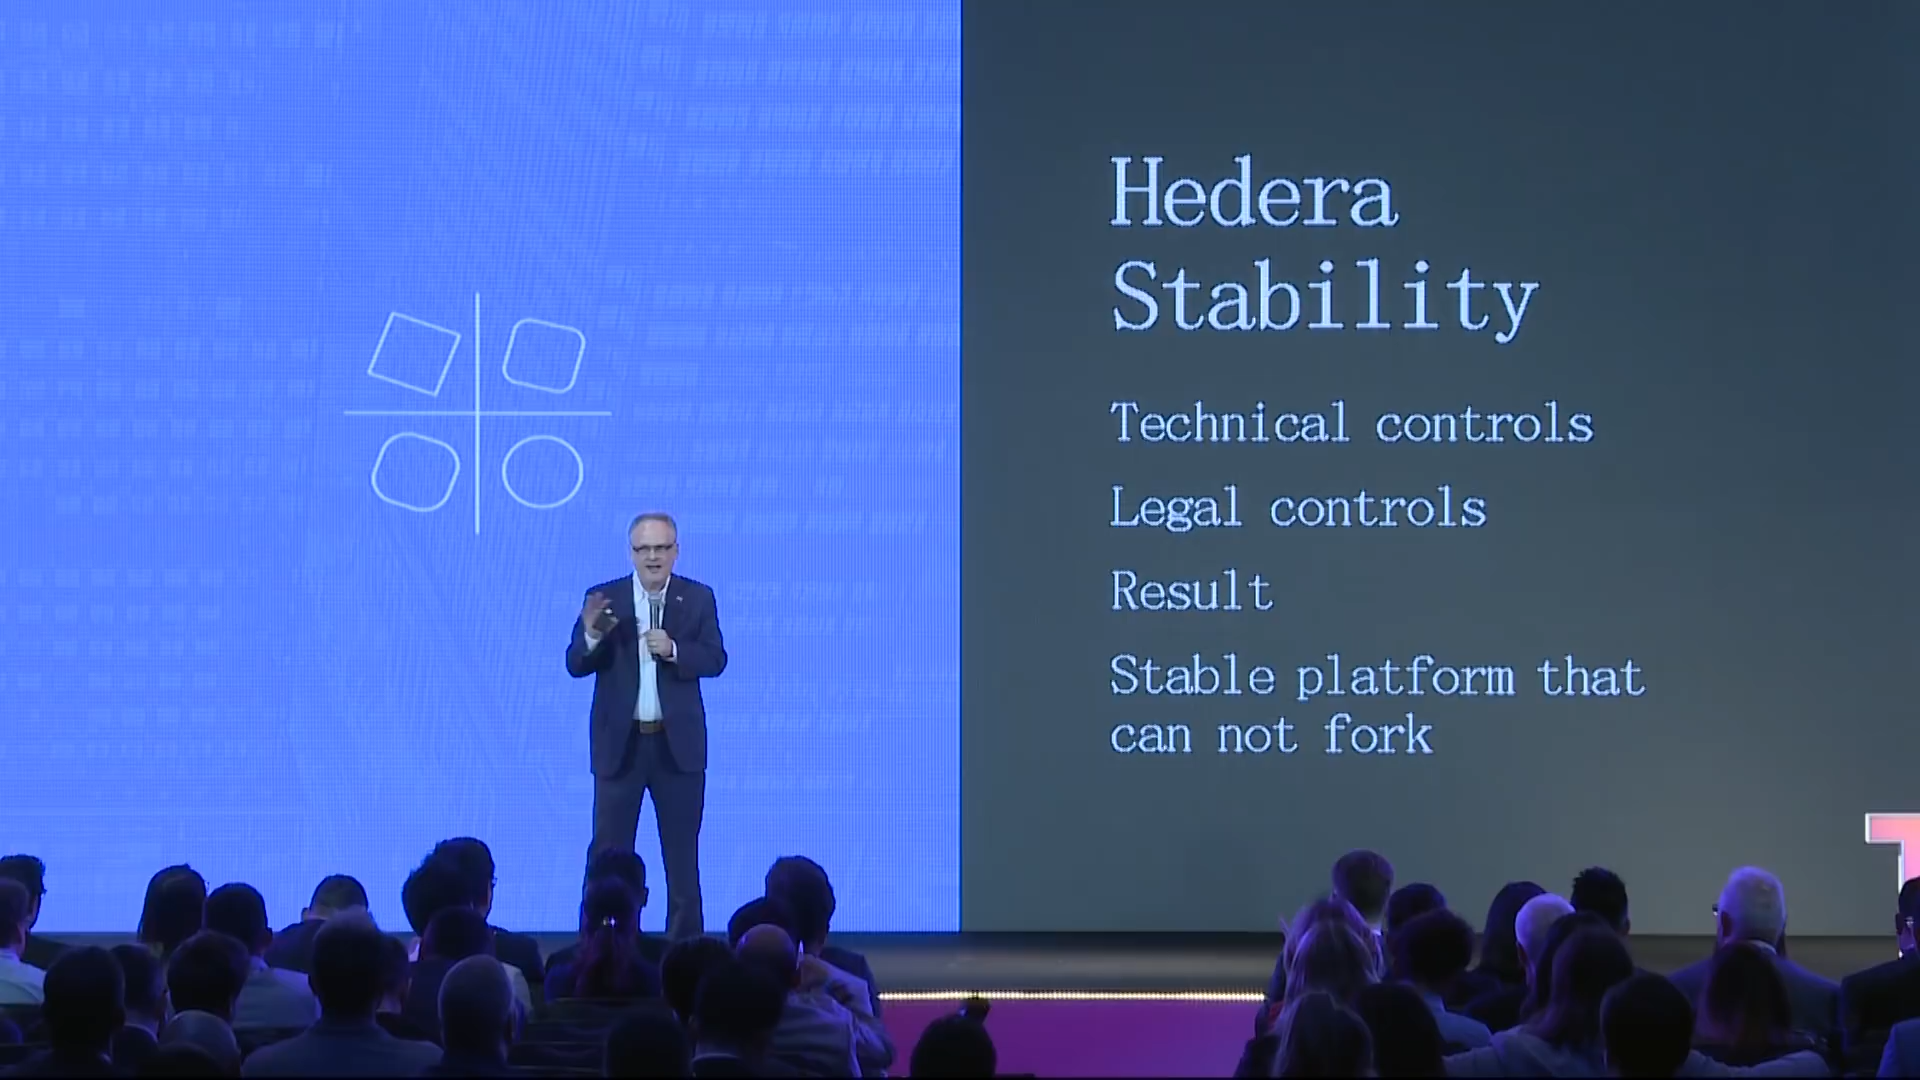 Hedera
Stability
Technical controls
Legal controls
Result
Stable platform that
can not fork